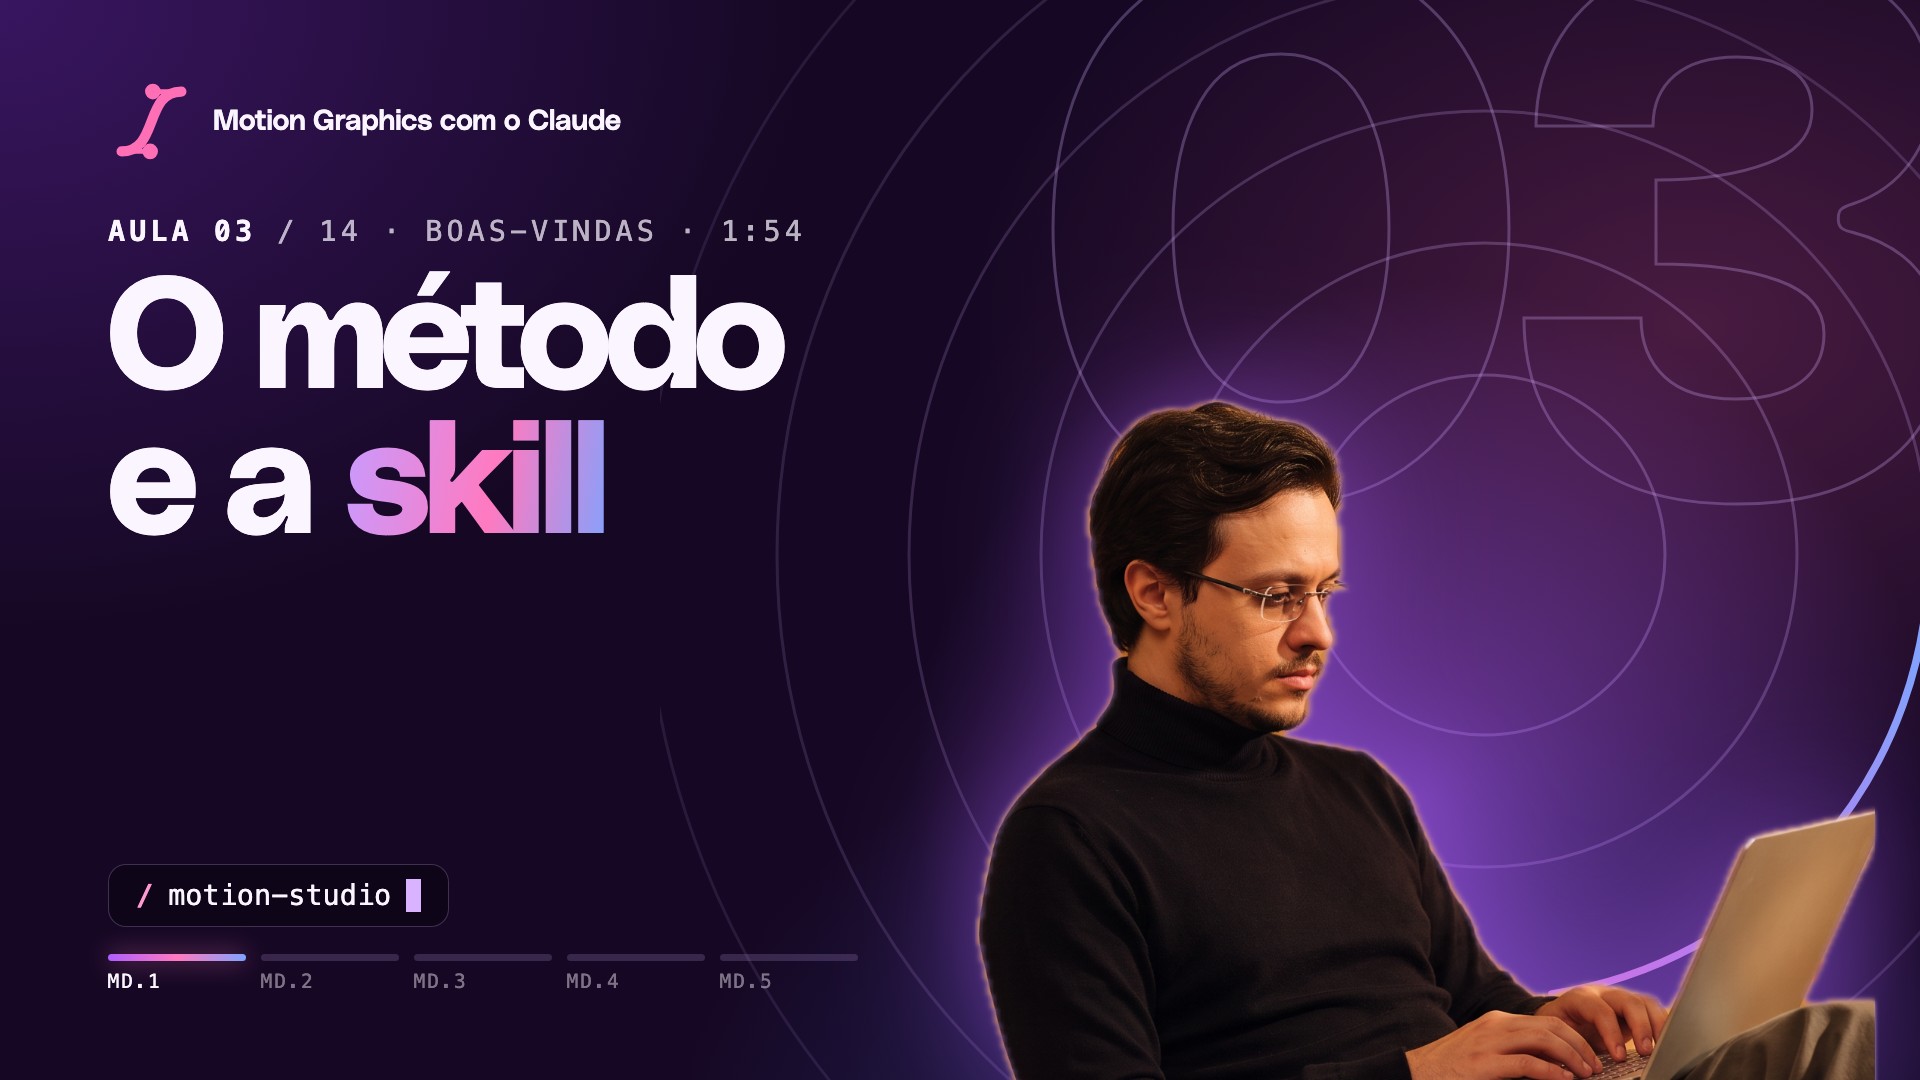 03
Motion Graphics com o Claude
AULA 03 / 14 · BOAS-VINDAS · 1:54
O método
e a skill
/ motion-studio
MD.1 MD.2 MD.3 MD.4 MD.5